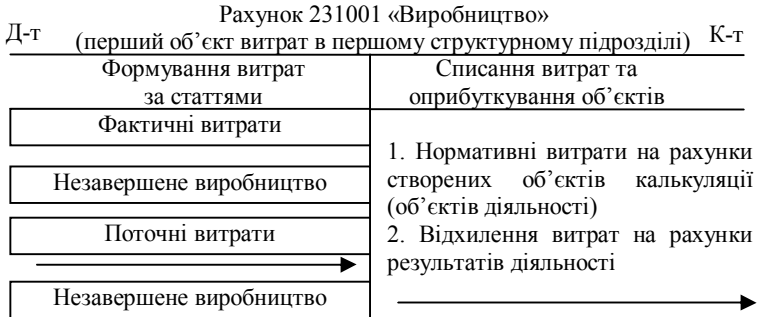 Рахунок 231001 «Виробництво»
Д-т (перший об’єкт витрат в першому структурному підрозділі) К-т
Формування витрат
за статтями
Списання витрат та
оприбуткування об’єктів
Фактичні витрати
Незавершене виробництво
Поточні витрати
Незавершене виробництво
1. Нормативні витрати на рахунки
створених об’єктів калькуляції
(об’єктів діяльності)
2. Відхилення витрат на рахунки
результатів діяльності